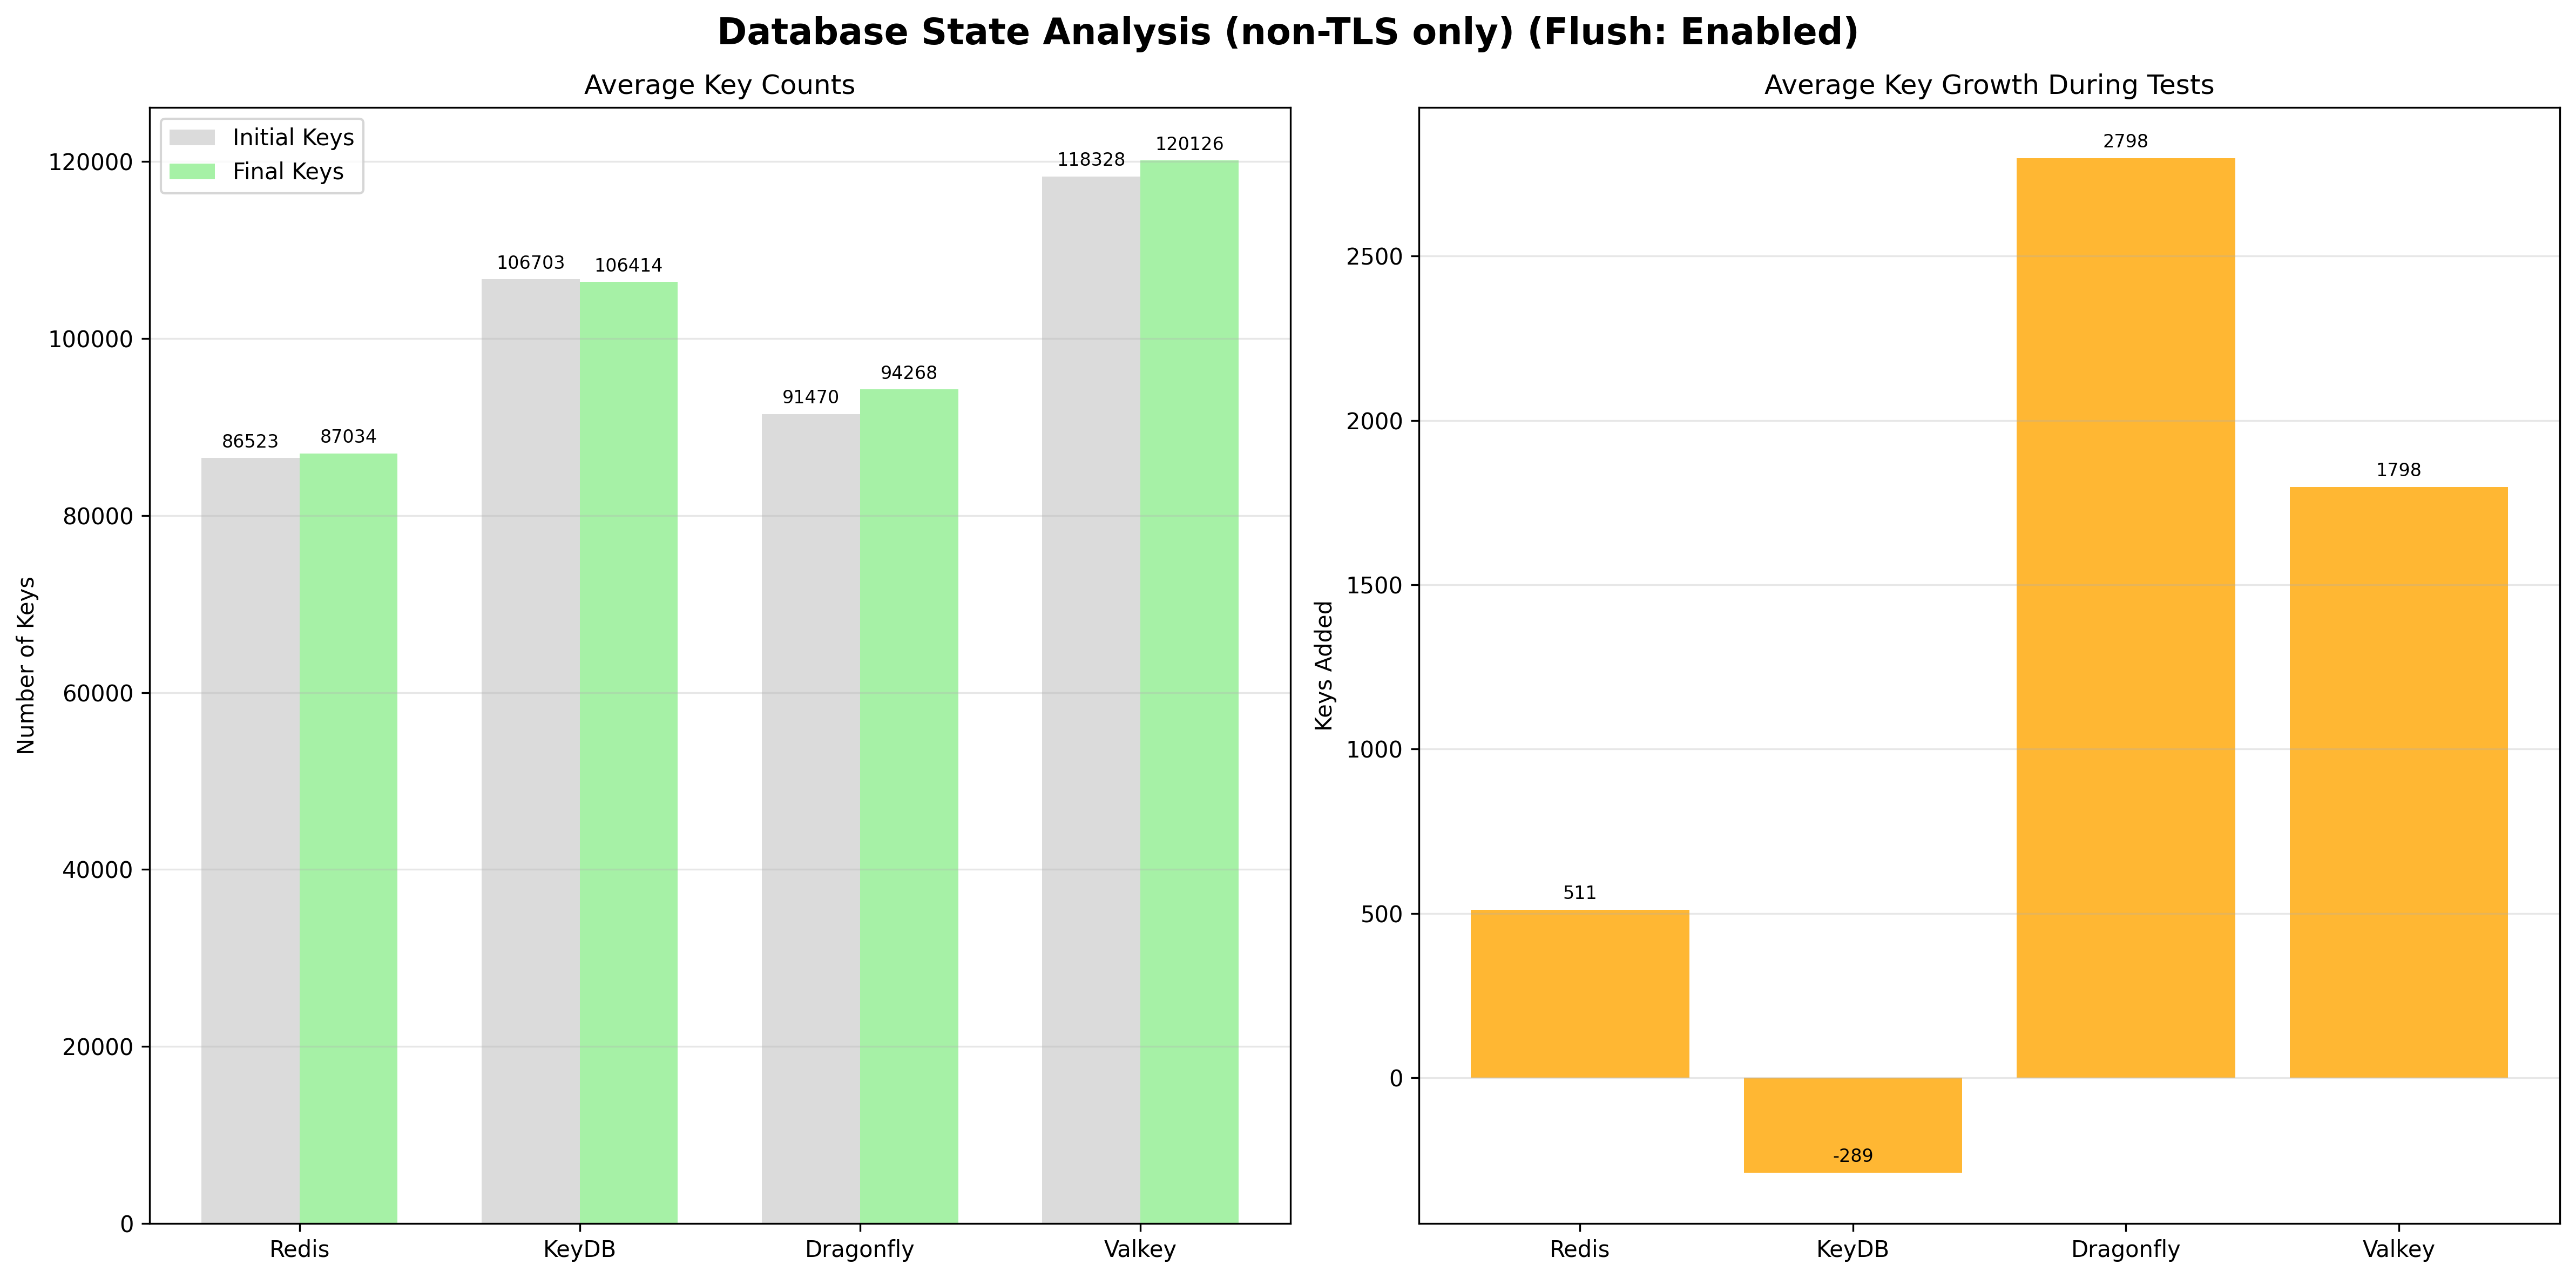 Database State Analysis (non-TLS only) (Flush: Enabled)
Average Key Counts
Initial Keys
Final Keys
Number of Keys
120000
100000
80000
60000
40000
20000
0
86523
87034
106703
106414
91470
94268
118328
120126
Redis
KeyDB
Dragonfly
Valkey
Average Key Growth During Tests
Keys Added
2500
2000
1500
1000
500
0
511
-289
2798
1798
Redis
KeyDB
Dragonfly
Valkey